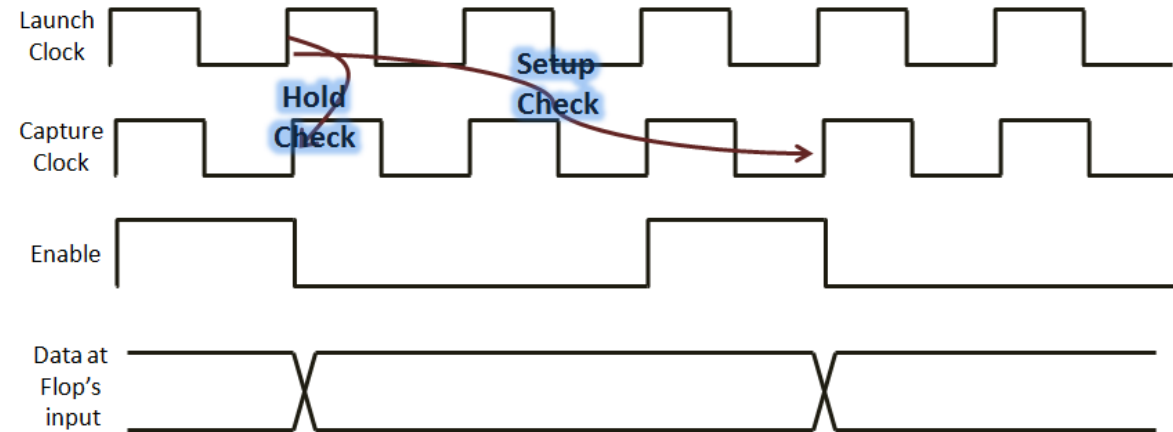 Launch
Clock
Setup
Check
Hold
Check
Capture
Clock
Enable
Data at
Flop's
input